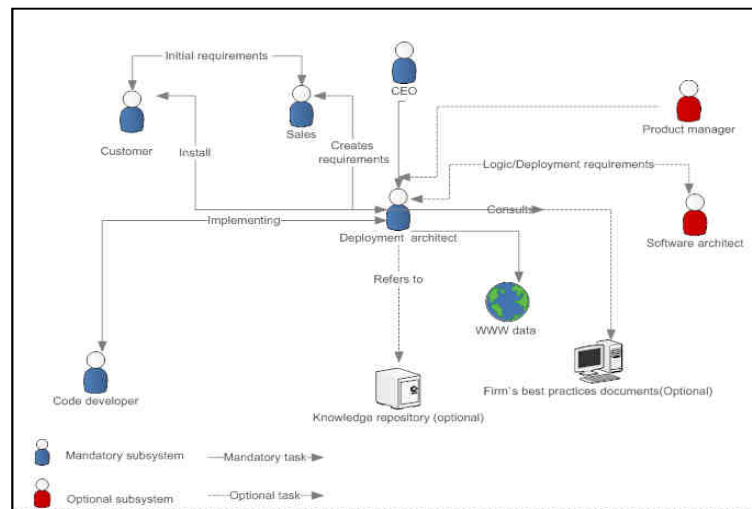 Initial requirements
CEO
Customer
Sales
Product manager
Install
Creates
requirements
Logic/Deployment requirements
Implementing
Consults
Deployment architect
Software architect
Refers to
WWW data
Code developer
Firm`s best practices documents(Optional)
Knowledge repository (optional)
Mandatory subsystem
Mandatory task
Optional subsystem
Optional task